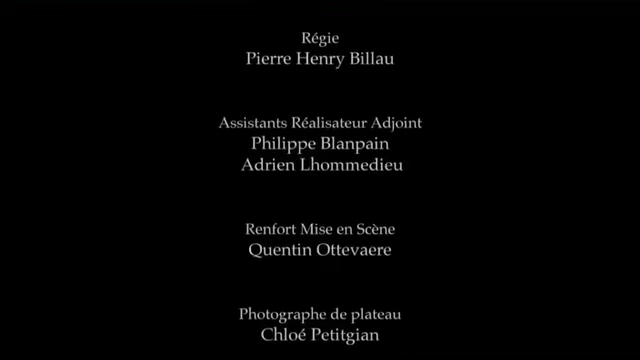 Régie
Pierre Henry Billau
Assistants Réalisateur Adjoint
Philippe Blanpain
Adrien Lhommedieu
Renfort Mise en Scène
Quentin Ottevaere
Photographe de plateau
Chloé Petitgian